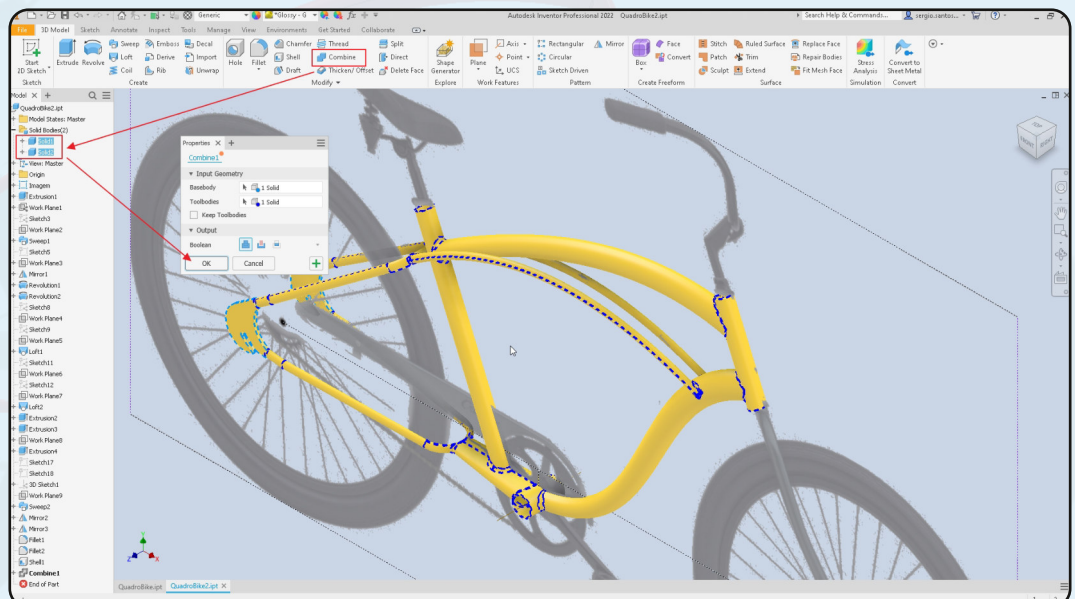 Generic
*Glossy - G
Autodesk Inventor Professional 2022 QuadroBike2.ipt
Search Help & Commands...
sergio.santos...
File 3D Model Sketch Annotate Inspect Tools Manage View Environments Get Started Collaborate
Start 2D Sketch
Extrude Revolve
Sweep Emboss Decal
Loft Derive Import
Coil Rib Unwrap
Hole Fillet
Chamfer Thread Split
Shell Combine Direct
Draft Thicken/ Offset Delete Face
Shape Generator
Plane
Axis
Point
UCS
Rectangular Mirror
Circular
Sketch Driven
Box
Face
Convert
Stitch Ruled Surface Replace Face
Patch Trim Repair Bodies
Sculpt Extend Fit Mesh Face
Stress Analysis
Convert to Sheet Metal
Sketch Create Modify Explore Work Features Pattern Create Freeform Surface Simulation Convert
Model
QuadroBike2.ipt
Model States: Master
Solid Bodies(2)
Solid1
View: Master
Origin
Imagem
Extrusion1
Work Plane1
Sketch3
Work Plane2
Sweep1
Sketch5
Work Plane3
Mirror1
Revolution1
Revolution2
Sketch8
Work Plane4
Sketch9
Work Plane5
Loft1
Sketch11
Work Plane6
Sketch12
Work Plane7
Loft2
Extrusion2
Extrusion3
Work Plane8
Extrusion4
Sketch17
Sketch18
3D Sketch1
Work Plane9
Sweep2
Mirror2
Mirror3
Fillet1
Fillet2
Shell1
Combine1
End of Part
Properties
Combine1
Input Geometry
Basebody 1 Solid
Toolbodies 1 Solid
Keep Toolbodies
Output
Boolean
OK Cancel
FRONT
QuadroBike.ipt QuadroBike2.ipt